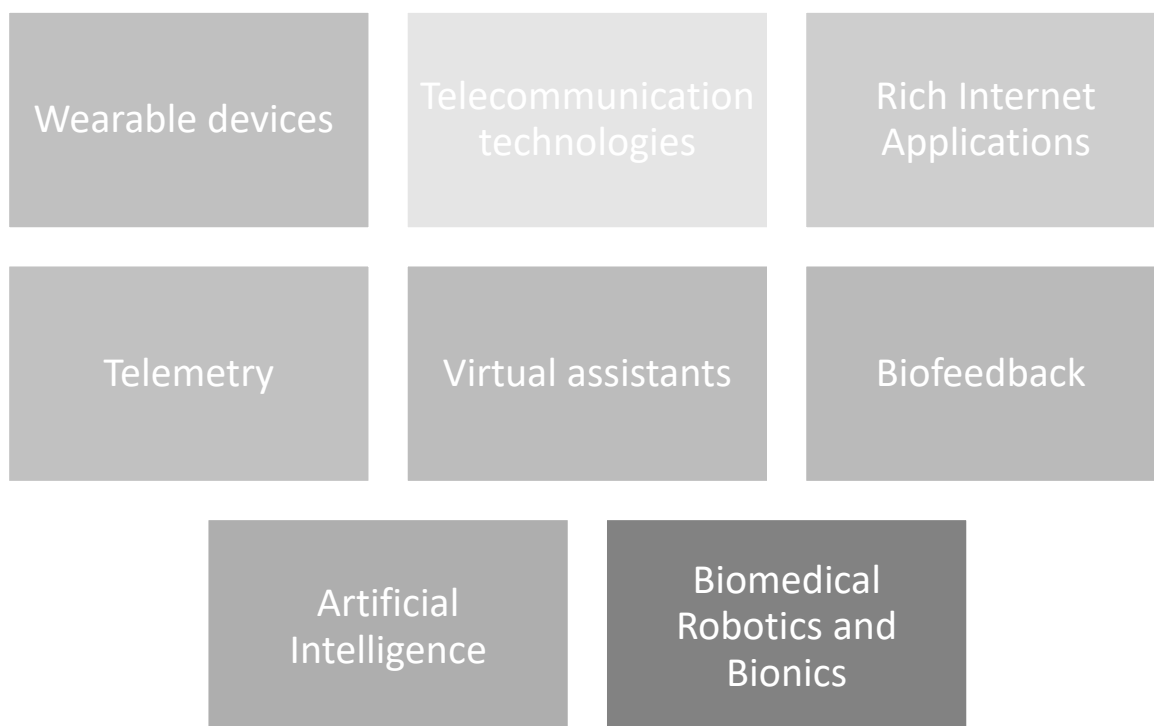 Wearable devices
Telecommunication
technologies
Rich Internet
Applications
Telemetry
Virtual assistants
Biofeedback
Artificial
Intelligence
Biomedical
Robotics and
Bionics